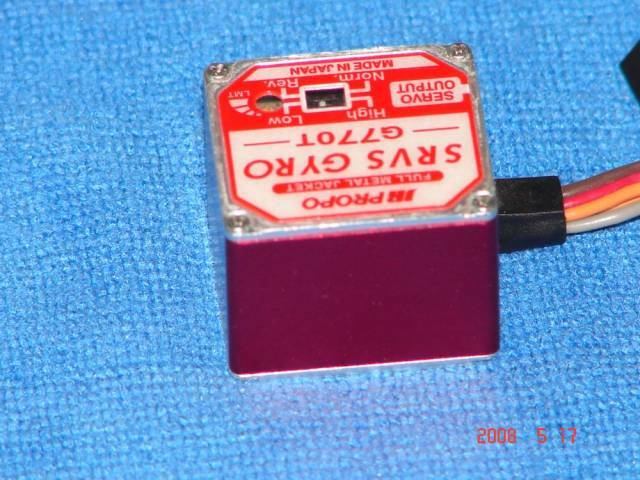 JR PROPO
FULL METAL JACKET
SRVS GYRO
G770T
High
Low
Norm.
Rev.
LMT
SERVO
OUTPUT
MADE IN JAPAN
2008 5 17